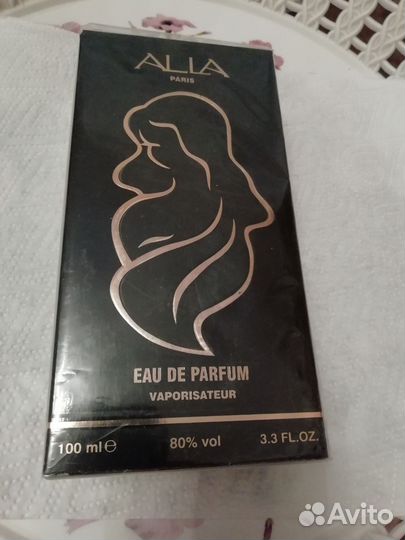 ALLA
PARIS
EAU DE PARFUM
VAPORISATEUR
100 ml ℮ 80% vol 3.3 FL.OZ.
Avito